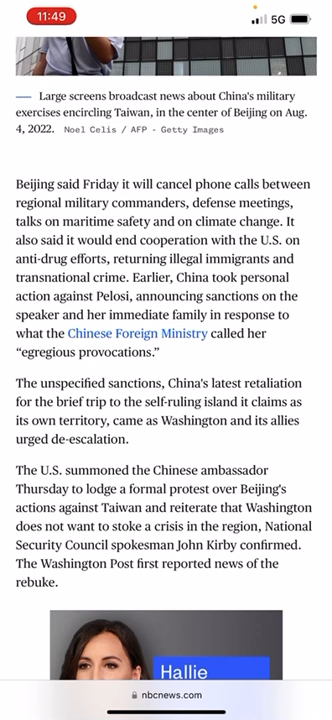 11:49
5G
Large screens broadcast news about China's military
exercises encircling Taiwan, in the center of Beijing on Aug.
4, 2022. Noel Celis / AFP - Getty Images
Beijing said Friday it will cancel phone calls between
regional military commanders, defense meetings,
talks on maritime safety and on climate change. It
also said it would end cooperation with the U.S. on
anti-drug efforts, returning illegal immigrants and
transnational crime. Earlier, China took personal
action against Pelosi, announcing sanctions on the
speaker and her immediate family in response to
what the Chinese Foreign Ministry called her
“egregious provocations.”
The unspecified sanctions, China's latest retaliation
for the brief trip to the self-ruling island it claims as
its own territory, came as Washington and its allies
urged de-escalation.
The U.S. summoned the Chinese ambassador
Thursday to lodge a formal protest over Beijing's
actions against Taiwan and reiterate that Washington
does not want to stoke a crisis in the region, National
Security Council spokesman John Kirby confirmed.
The Washington Post first reported news of the
rebuke.
Hallie
nbcnews.com